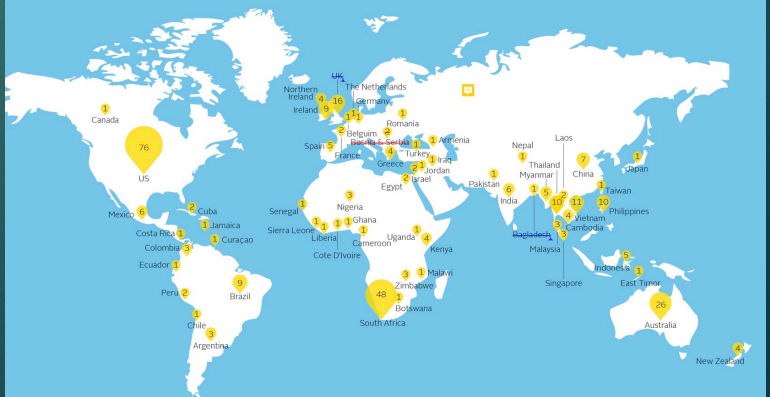 1
Canada
76
US
6
Mexico
2
Cuba
1
Jamaica
1
Costa Rica
1
Curaçao
3
Colombia
1
Ecuador
2
Peru
9
Brazil
1
Chile
3
Argentina
UK
The Netherlands
Northern
Ireland
4
16
Germany
Ireland
9
1
1
1
Romania
2
Belguim
2
Bosnia & Serbia
1
Armenia
Spain
5
France
4
Greece
1
Turkey
1
Iraq
2
1
Jordan
Israel
2
Egypt
3
Nigeria
1
Senegal
1
1
1
1
Ghana
Sierra Leone
Liberia
Cote D'Ivoire
1
Cameroon
1
Uganda
4
Kenya
3
Zimbabwe
1
Malawi
1
Botswana
48
South Africa
Laos
Nepal
1
Thailand
Myanmar
7
China
1
Japan
1
Pakistan
6
India
1
5
2
1
Taiwan
10
11
10
Philippines
4
Vietnam
3
Cambodia
Bagladesh
3
Malaysia
5
Indonesia
1
East Timor
Singapore
26
Australia
4
New Zealand